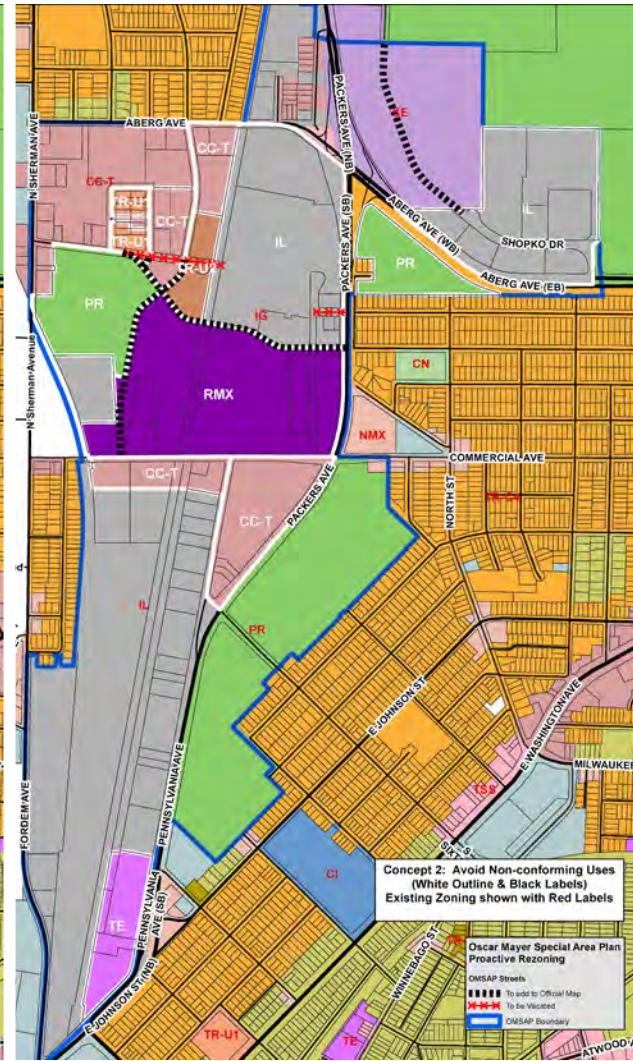 ABERG AVE
N SHERMAN AVE
PACKERS AVE (NB)
TE
CC-T
CC-T
CC-T
TR-U1
TR-U1
TR-U2
IL
ABERG AVE (WB)
IL
SHOPKO DR
ABERG AVE (EB)
PACKERS AVE (SB)
PR
PR
IG
N Sherman Avenue
RMX
CN
NMX
COMMERCIAL AVE
CC-T
CC-T
PACKERS AVE
NORTH ST
IL
PR
E JOHNSON ST
E WASHINGTON AVE
MILWAUKEE
FORDEM AVE
PENNSYLVANIA AVE
TSS
SIXT
CI
TE
PENNSYLVANIA
AVE (SB)
E JOHNSON ST (NB)
TR-U1
WINNEBAGO ST
TE
ATWOOD A
Concept 2: Avoid Non-conforming Uses
(White Outline & Black Labels)
Existing Zoning shown with Red Labels
Oscar Mayer Special Area Plan
Proactive Rezoning
OMSAP Streets
To add to Official Map
To be Vacated
OMSAP Boundary